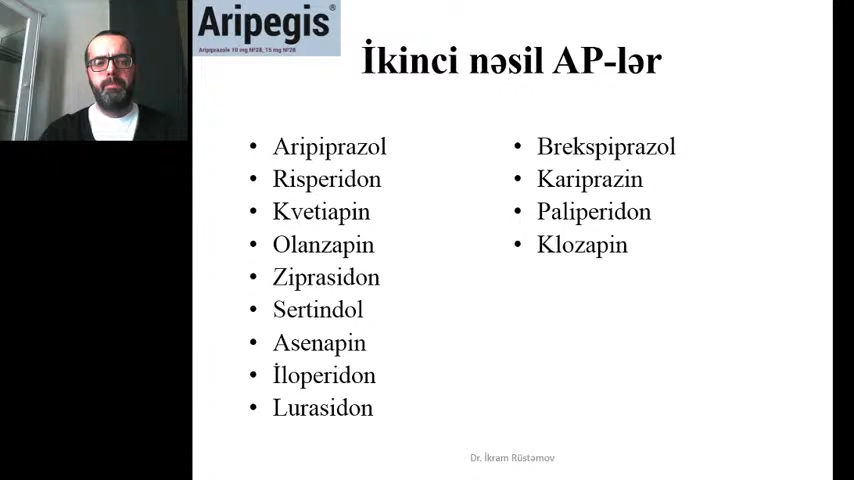 Aripegis®
Aripiprazole 10 mg №28, 15 mg №28
İkinci nəsil AP-lər
• Aripiprazol
• Risperidon
• Kvetiapin
• Olanzapin
• Ziprasidon
• Sertindol
• Asenapin
• İloperidon
• Lurasidon
• Brekspiprazol
• Kariprazin
• Paliperidon
• Klozapin
Dr. İkram Rüstəmov